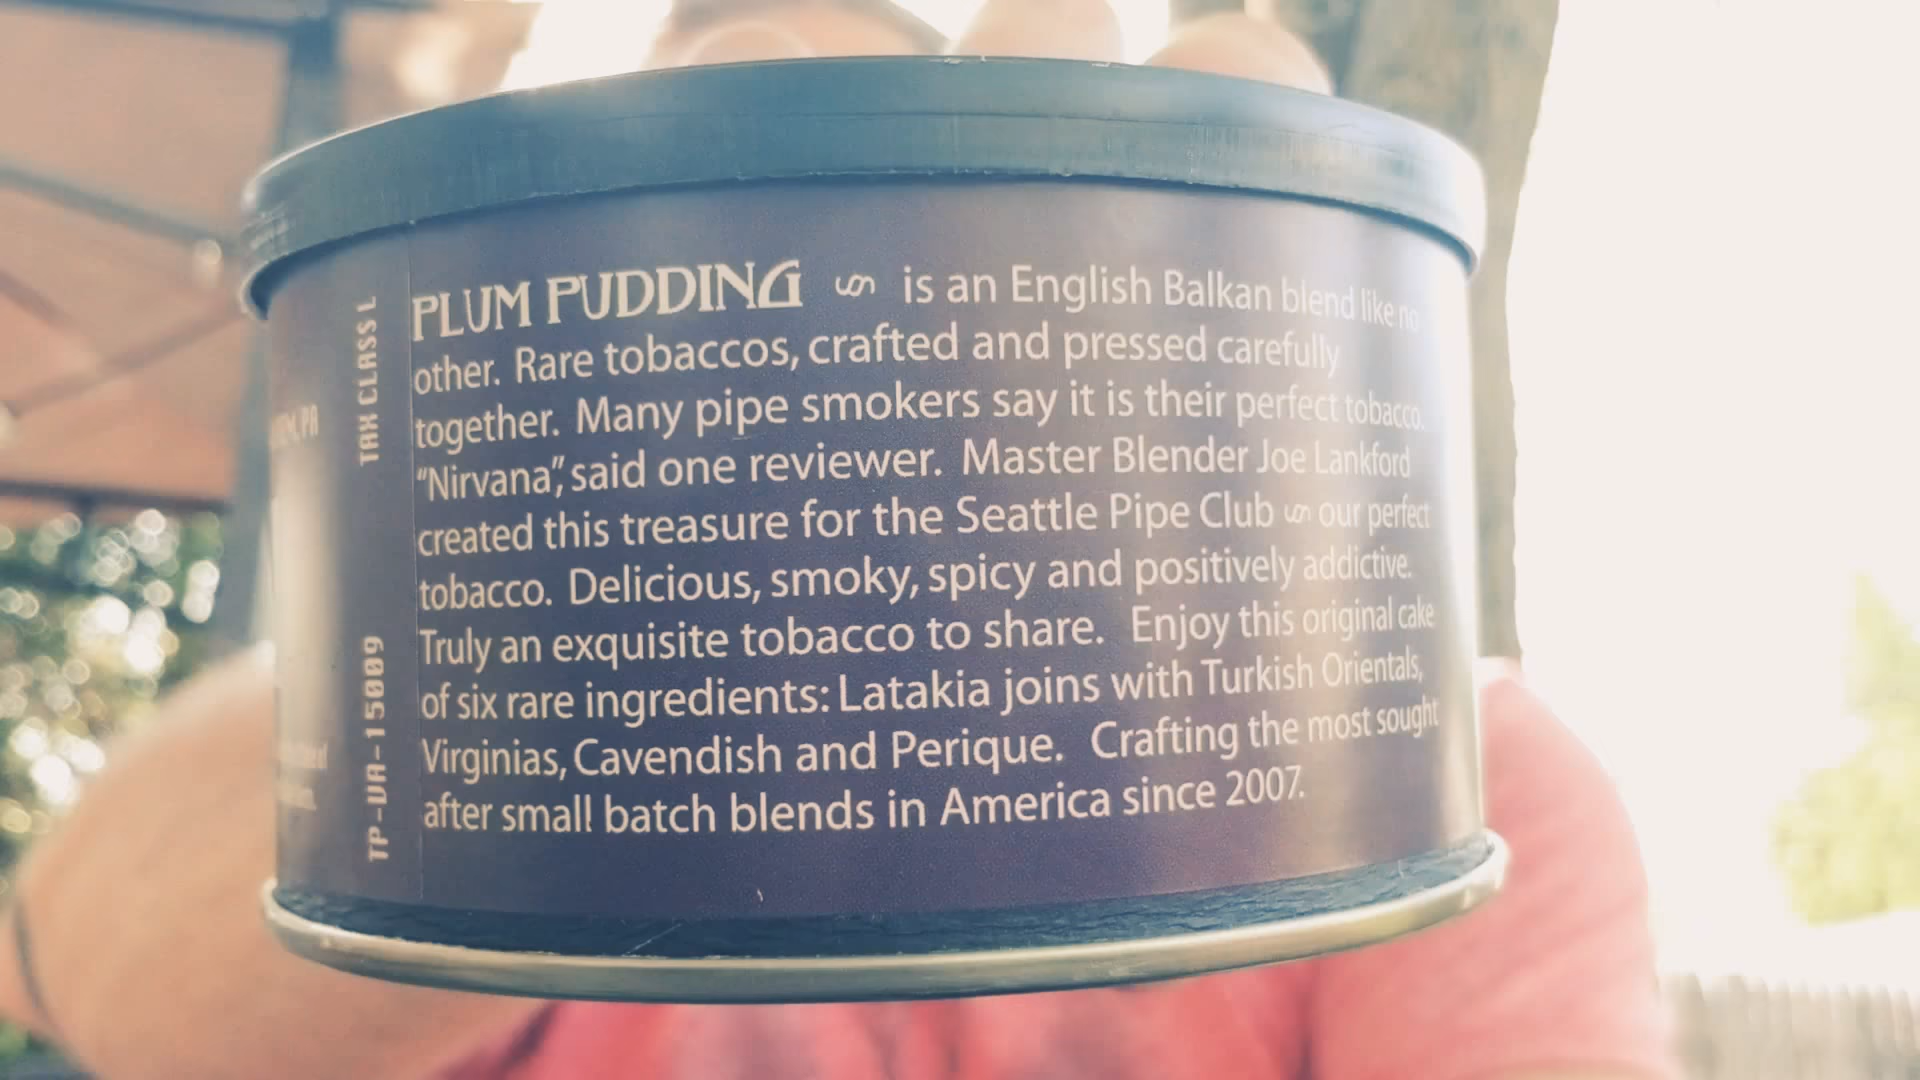 PLUM PUDDING is an English Balkan blend like no
other. Rare tobaccos, crafted and pressed carefully
together. Many pipe smokers say it is their perfect tobacco.
“Nirvana”, said one reviewer. Master Blender Joe Lankford
created this treasure for the Seattle Pipe Club our perfect
tobacco. Delicious, smoky, spicy and positively addictive.
Truly an exquisite tobacco to share. Enjoy this original cake
of six rare ingredients: Latakia joins with Turkish Orientals,
Virginias, Cavendish and Perique. Crafting the most sought
after small batch blends in America since 2007.
TAX CLASS L
TP-VA-15009
PA